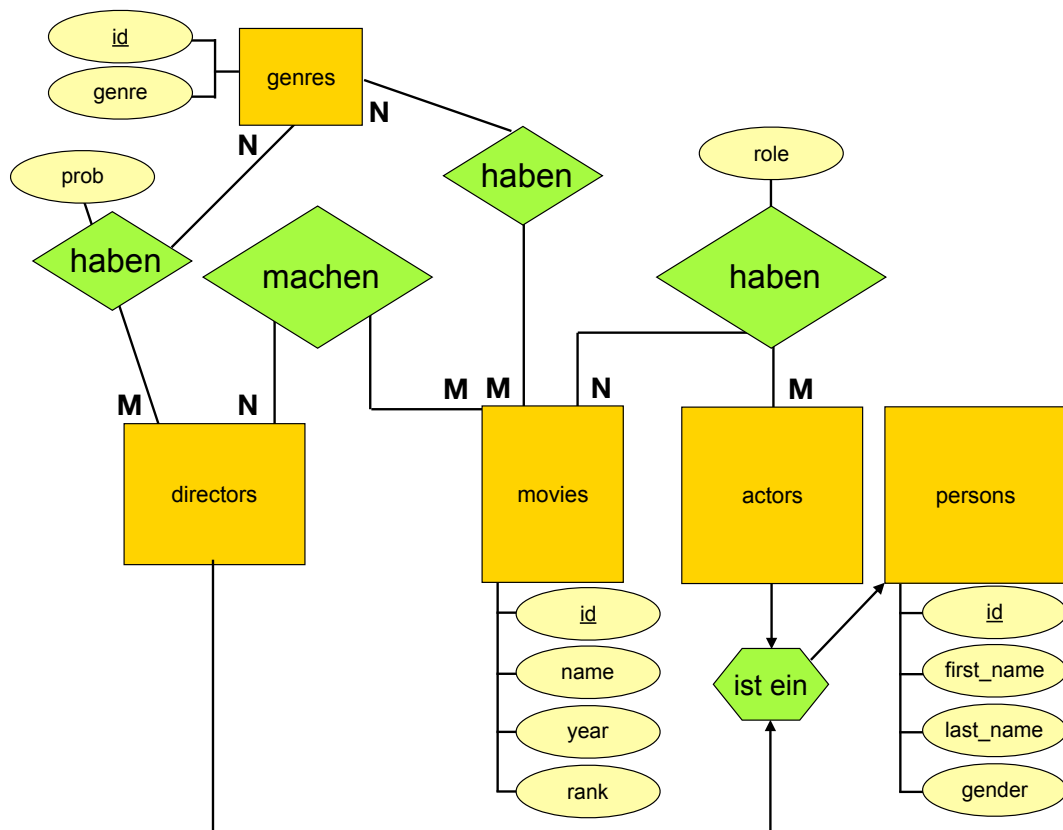 id
genres
genre
N
N
prob
haben
role
haben
machen
haben
M
N
M
M
N
M
directors
movies
actors
persons
id
id
name
ist ein
first_name
year
last_name
rank
gender